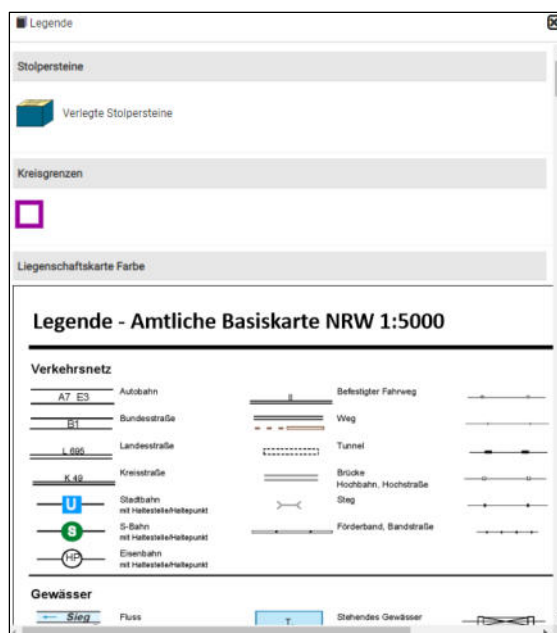 Legende
Stolpersteine
Verlegte Stolpersteine
Kreisgrenzen
Liegenschaftskarte Farbe
Legende - Amtliche Basiskarte NRW 1:5000
Verkehrsnetz
A7 E3 Autobahn Befestigter Fahrweg
B1 Bundesstraße Weg
L 695 Landesstraße Tunnel
K 49 Kreisstraße Brücke
Hochbahn, Hochstraße
U Stadtbahn Steg
mit Haltestelle/Haltepunkt
S S-Bahn Förderband, Bandstraße
mit Haltestelle/Haltepunkt
HP Eisenbahn
mit Haltestelle/Haltepunkt
Gewässer
Sieg Fluss T. Stehendes Gewässer